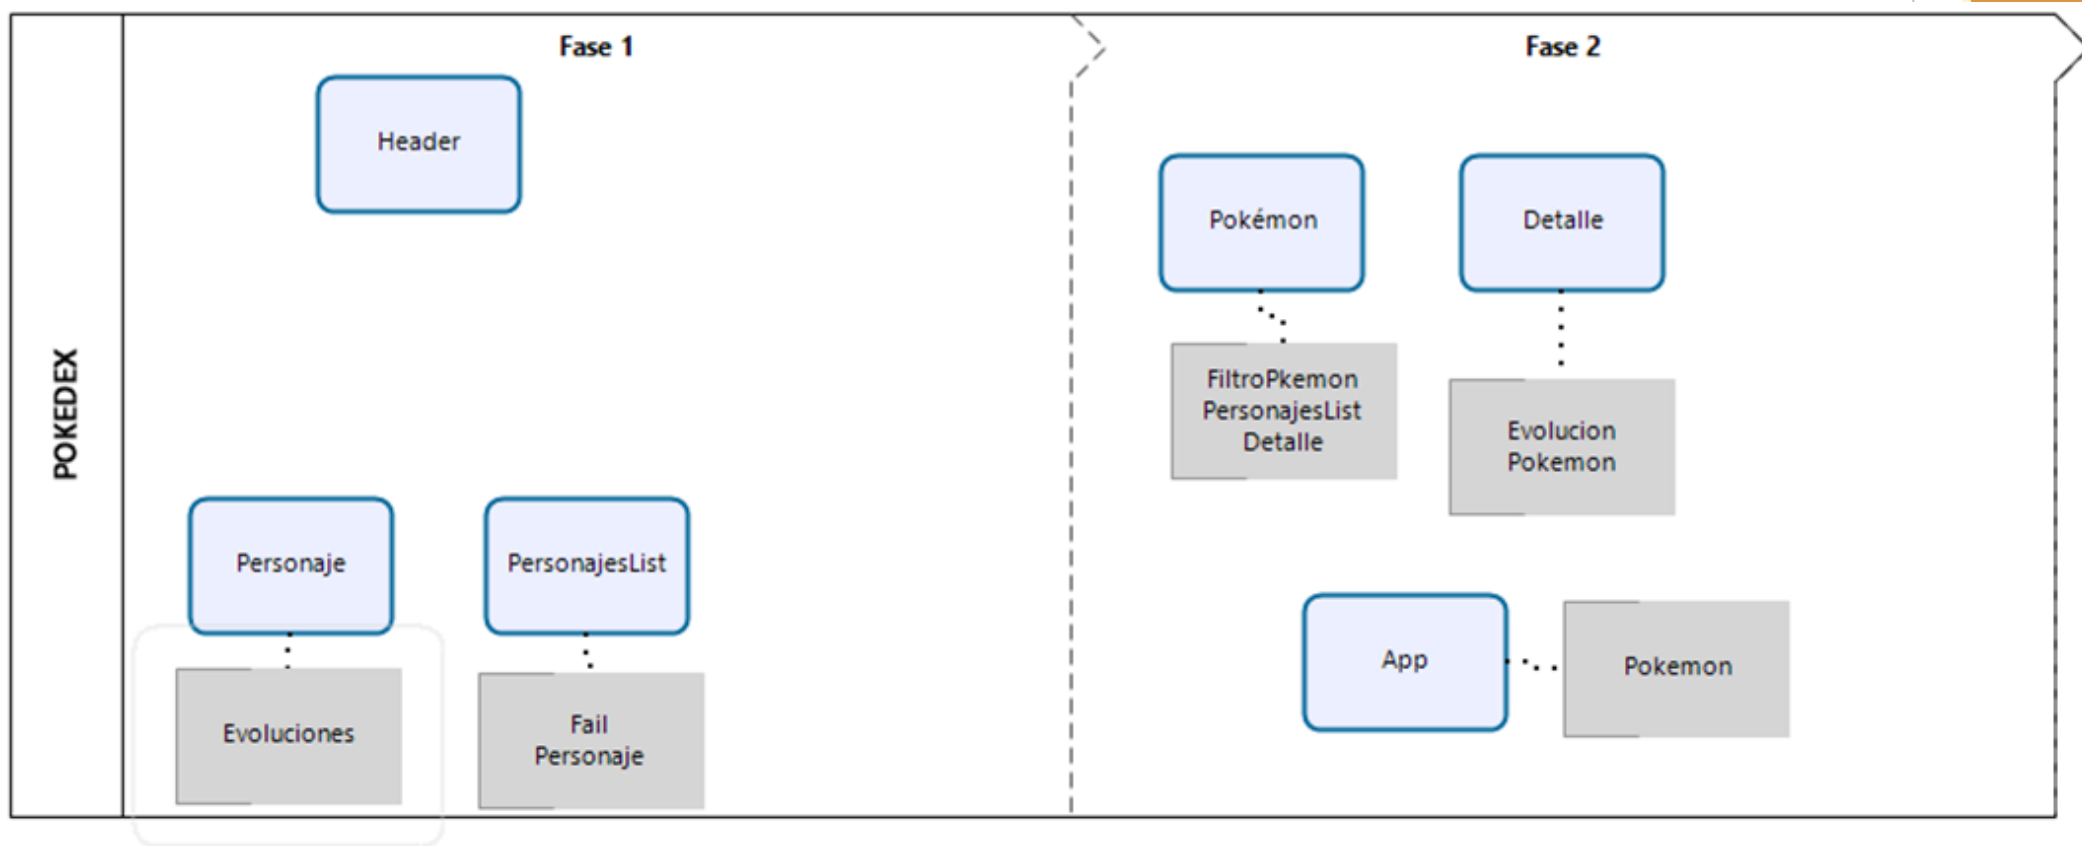 POKEDEX
Fase 1
Header
Personaje
Evoluciones
PersonajesList
Fail
Personaje
Fase 2
Pokémon
FiltroPkemon
PersonajesList
Detalle
Detalle
Evolucion
Pokemon
App
Pokemon